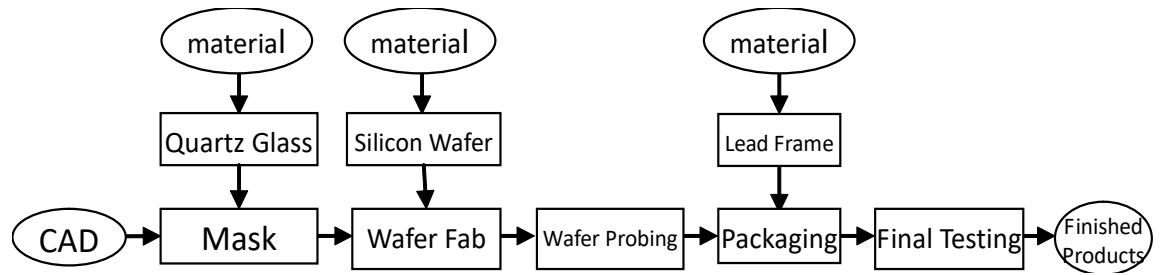 material
material
material
Quartz Glass
Silicon Wafer
Lead Frame
CAD
Mask
Wafer Fab
Wafer Probing
Packaging
Final Testing
Finished
Products